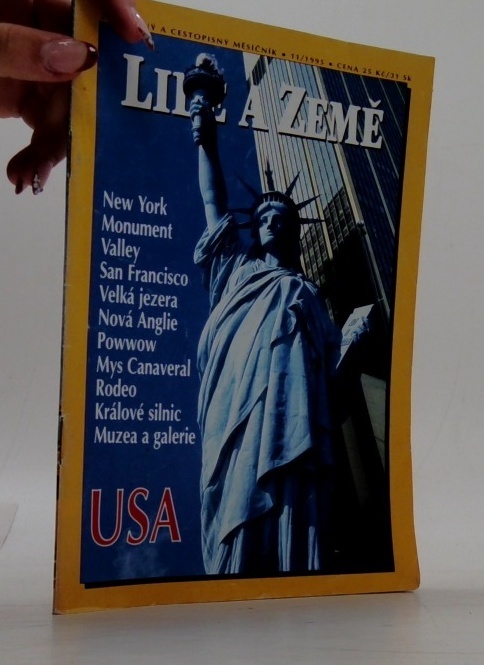 Ý A CESTOPISNÝ MĚSÍČNÍK • 11/1995 • CENA 25 Kč/31 Sk
LIDÉ A ZEMĚ
New York
Monument
Valley
San Francisco
Velká jezera
Nová Anglie
Powwow
Mys Canaveral
Rodeo
Králové silnic
Muzea a galerie
USA